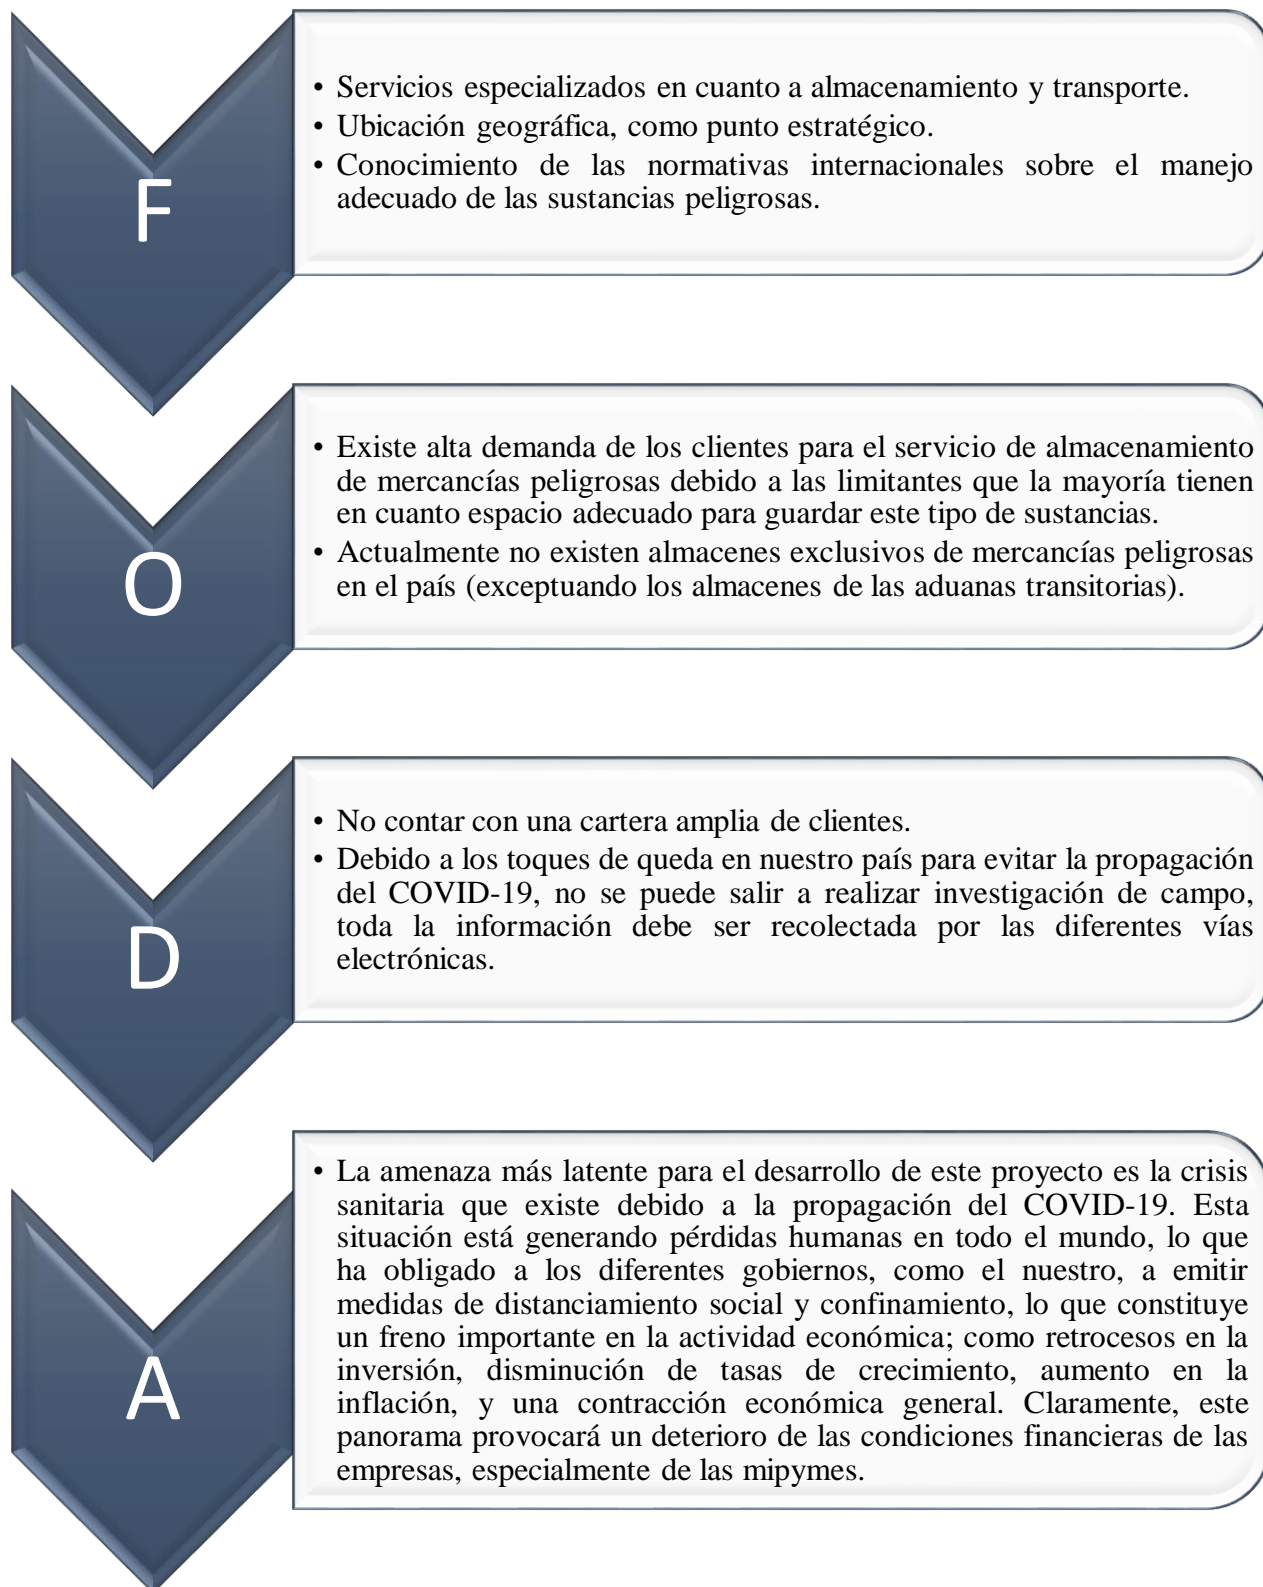 F
• Servicios especializados en cuanto a almacenamiento y transporte.
• Ubicación geográfica, como punto estratégico.
• Conocimiento de las normativas internacionales sobre el manejo
adecuado de las sustancias peligrosas.
O
• Existe alta demanda de los clientes para el servicio de almacenamiento
de mercancías peligrosas debido a las limitantes que la mayoría tienen
en cuanto espacio adecuado para guardar este tipo de sustancias.
• Actualmente no existen almacenes exclusivos de mercancías peligrosas
en el país (exceptuando los almacenes de las aduanas transitorias).
D
• No contar con una cartera amplia de clientes.
• Debido a los toques de queda en nuestro país para evitar la propagación
del COVID-19, no se puede salir a realizar investigación de campo,
toda la información debe ser recolectada por las diferentes vías
electrónicas.
A
• La amenaza más latente para el desarrollo de este proyecto es la crisis
sanitaria que existe debido a la propagación del COVID-19. Esta
situación está generando pérdidas humanas en todo el mundo, lo que
ha obligado a los diferentes gobiernos, como el nuestro, a emitir
medidas de distanciamiento social y confinamiento, lo que constituye
un freno importante en la actividad económica; como retrocesos en la
inversión, disminución de tasas de crecimiento, aumento en la
inflación, y una contracción económica general. Claramente, este
panorama provocará un deterioro de las condiciones financieras de las
empresas, especialmente de las mipymes.